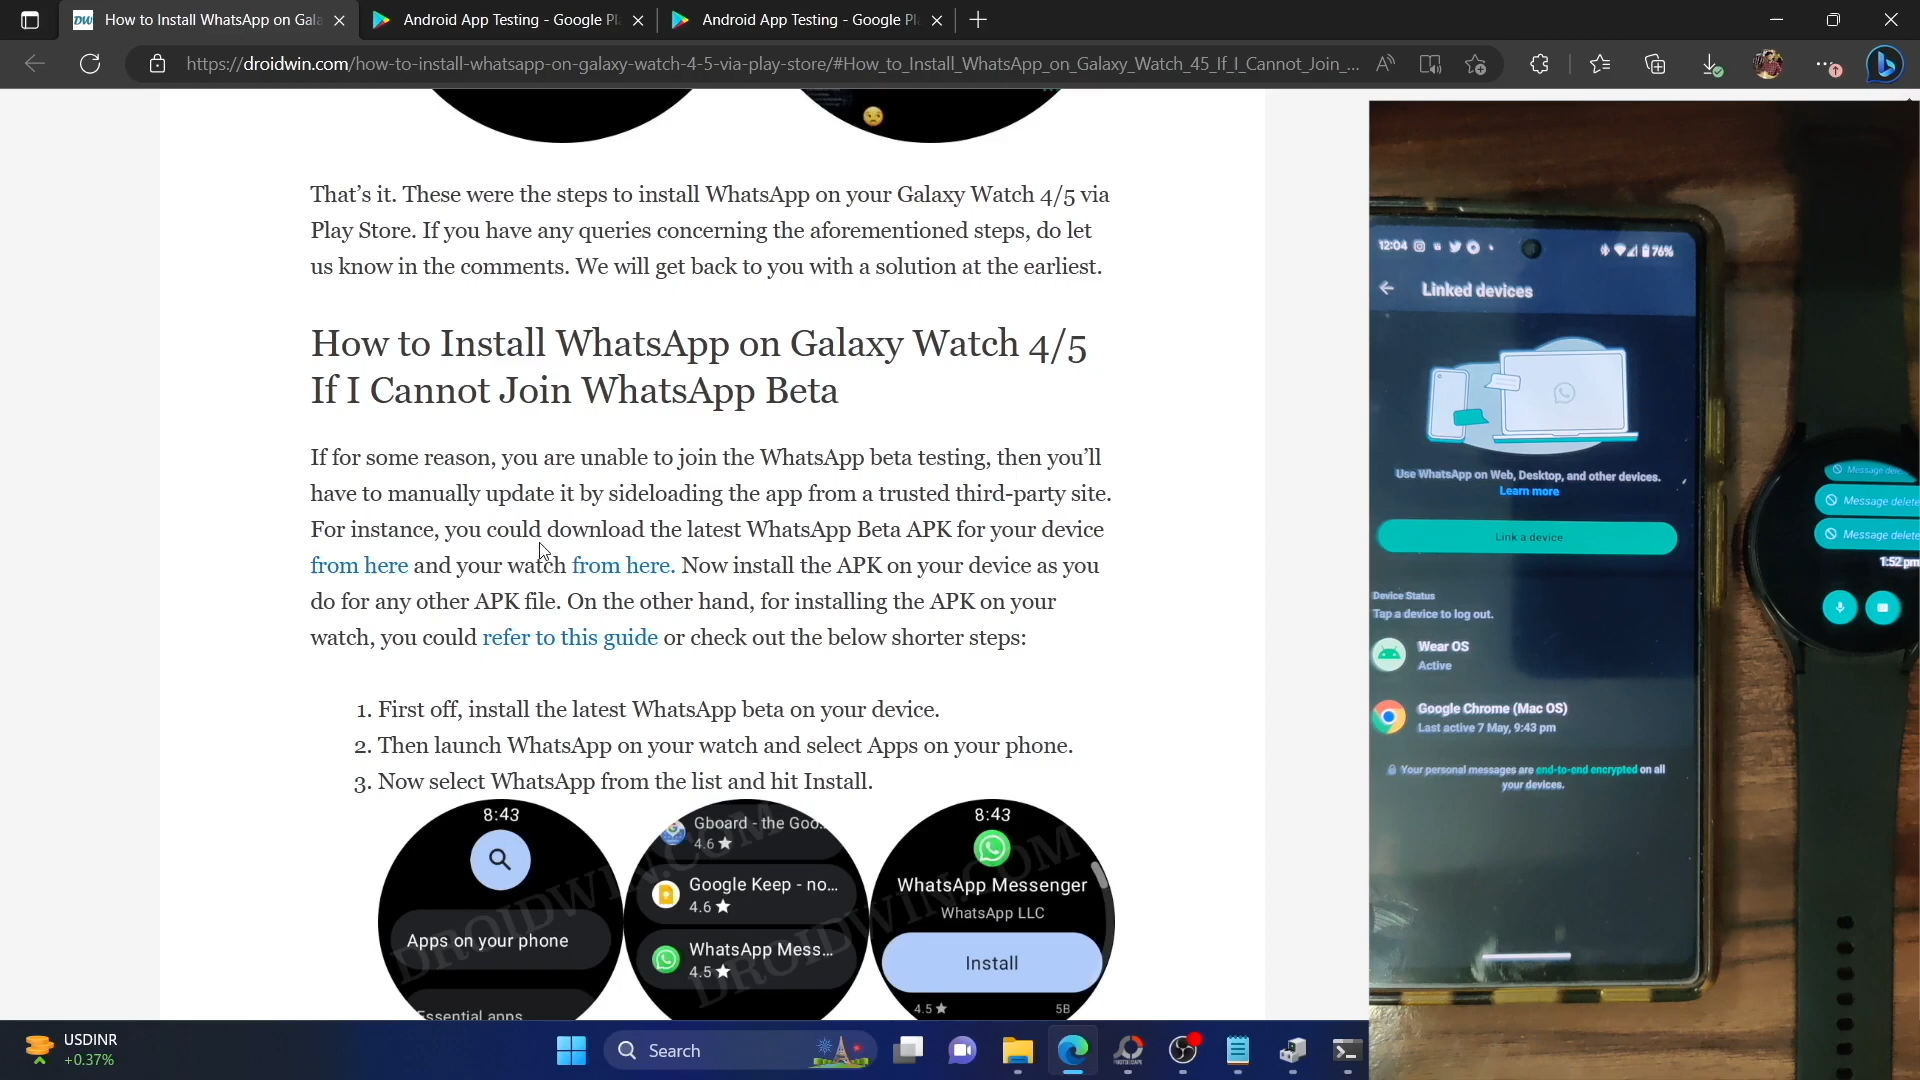 How to Install WhatsApp on Gala
Android App Testing - Google Pl
Android App Testing - Google Pl
https://droidwin.com/how-to-install-whatsapp-on-galaxy-watch-4-5-via-play-store/#How_to_Install_WhatsApp_on_Galaxy_Watch_45_If_I_Cannot_Join_...
That's it. These were the steps to install WhatsApp on your Galaxy Watch 4/5 via
Play Store. If you have any queries concerning the aforementioned steps, do let
us know in the comments. We will get back to you with a solution at the earliest.
How to Install WhatsApp on Galaxy Watch 4/5
If I Cannot Join WhatsApp Beta
If for some reason, you are unable to join the WhatsApp beta testing, then you'll
have to manually update it by sideloading the app from a trusted third-party site.
For instance, you could download the latest WhatsApp Beta APK for your device
from here and your watch from here. Now install the APK on your device as you
do for any other APK file. On the other hand, for installing the APK on your
watch, you could refer to this guide or check out the below shorter steps:
1. First off, install the latest WhatsApp beta on your device.
2. Then launch WhatsApp on your watch and select Apps on your phone.
3. Now select WhatsApp from the list and hit Install.
8:43
Apps on your phone
Essential apps
Gboard - the Goo...
4.6 ★
Google Keep - no...
4.6 ★
WhatsApp Mess...
4.5 ★
8:43
WhatsApp Messenger
WhatsApp LLC
Install
4.5 ★ 5B
DROIDWIN.COM
DROIDWIN.COM
12:04 76%
Linked devices
Use WhatsApp on Web, Desktop, and other devices.
Learn more
Link a device
Device Status
Tap a device to log out.
Wear OS
Active
Google Chrome (Mac OS)
Last active 7 May, 9:43 pm
Your personal messages are end-to-end encrypted on all
your devices.
Message dele
Message delete
Message delete
1:52 pm
USDINR
+0.37%
Search